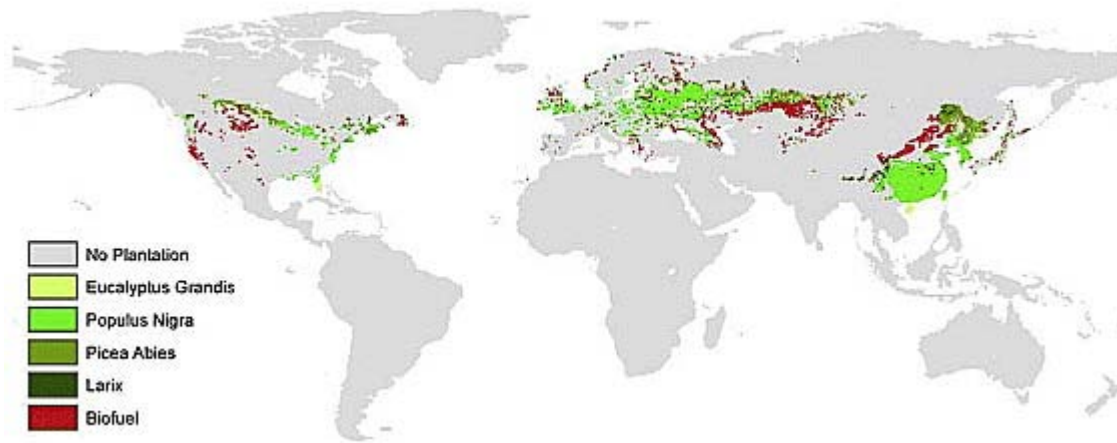 No Plantation
Eucalyptus Grandis
Populus Nigra
Picea Abies
Larix
Biofuel